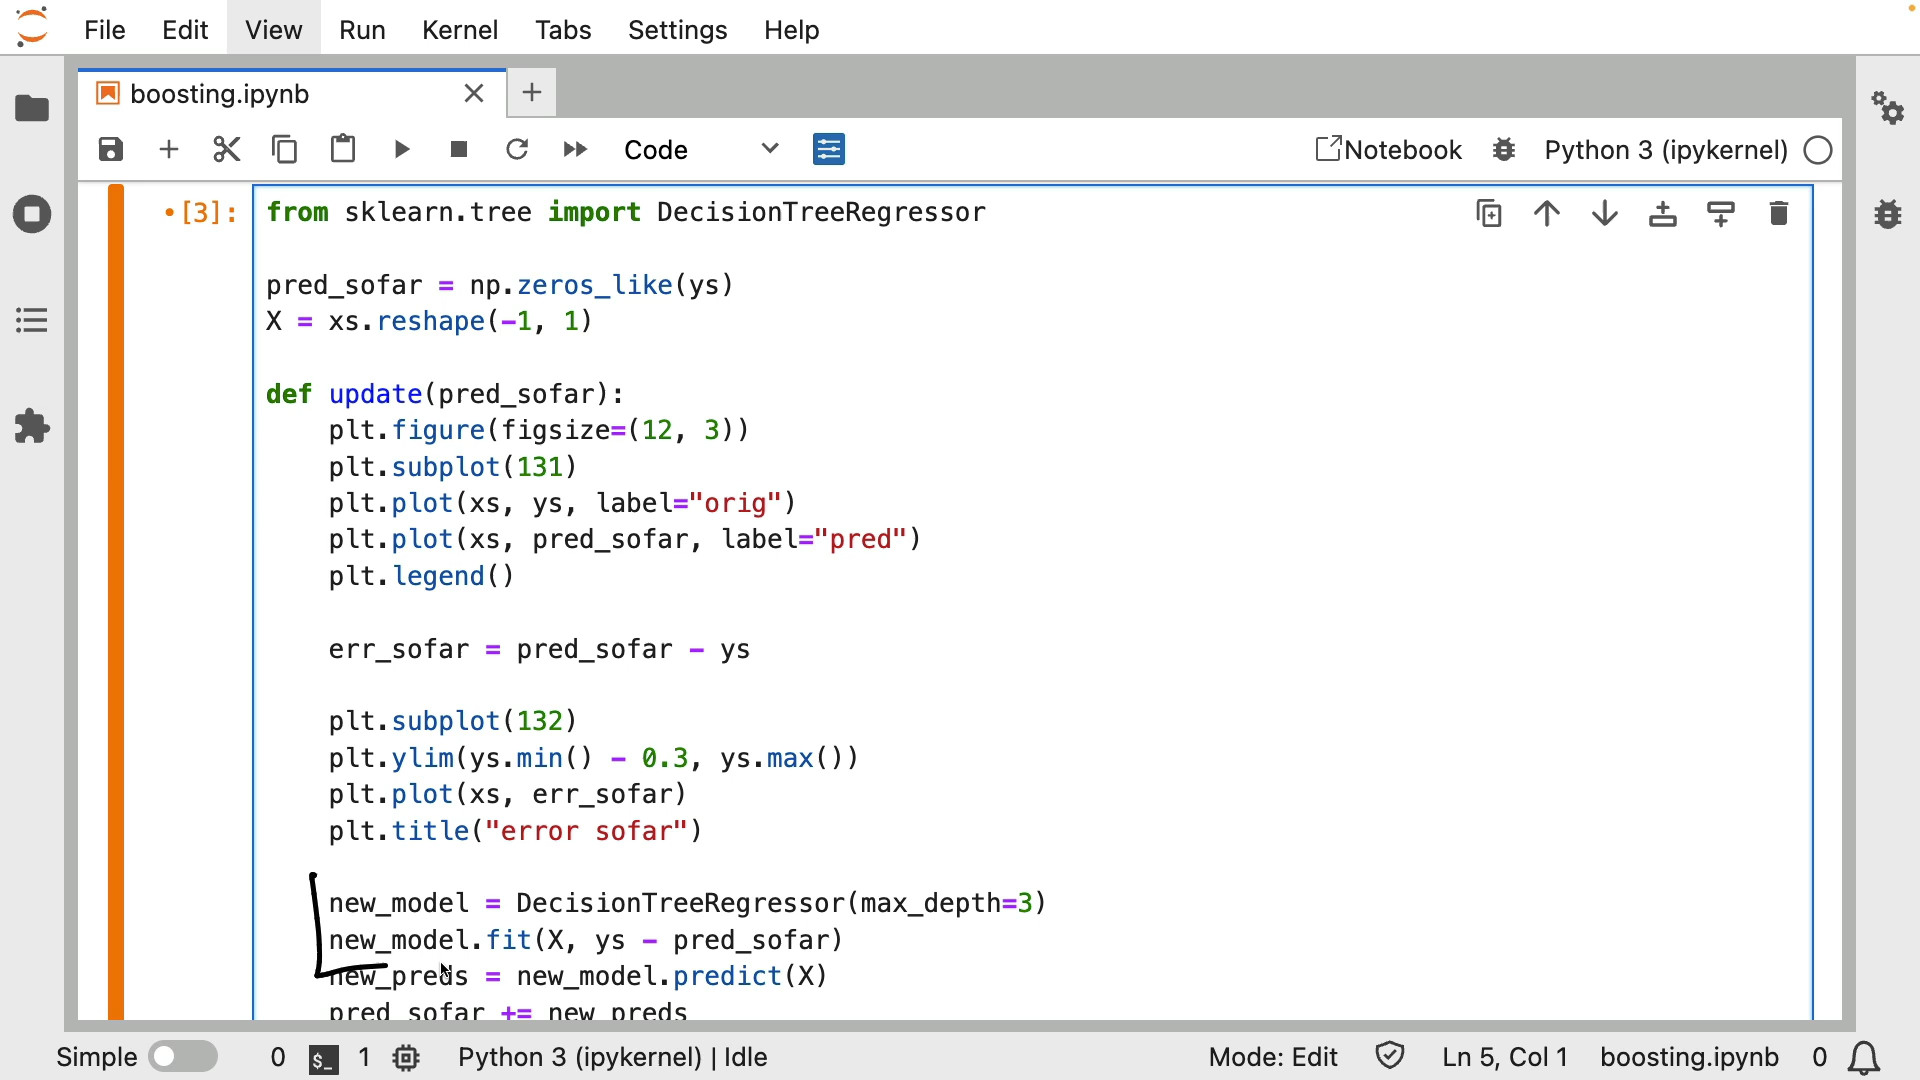 File Edit View Run Kernel Tabs Settings Help
boosting.ipynb
Code Notebook Python 3 (ipykernel)
[3]: from sklearn.tree import DecisionTreeRegressor
pred_sofar = np.zeros_like(ys)
X = xs.reshape(-1, 1)
def update(pred_sofar):
plt.figure(figsize=(12, 3))
plt.subplot(131)
plt.plot(xs, ys, label="orig")
plt.plot(xs, pred_sofar, label="pred")
plt.legend()
err_sofar = pred_sofar - ys
plt.subplot(132)
plt.ylim(ys.min() - 0.3, ys.max())
plt.plot(xs, err_sofar)
plt.title("error sofar")
new_model = DecisionTreeRegressor(max_depth=3)
new_model.fit(X, ys - pred_sofar)
new_preds = new_model.predict(X)
pred_sofar += new_preds
Simple 0 $_ 1 Python 3 (ipykernel) | Idle Mode: Edit Ln 5, Col 1 boosting.ipynb 0